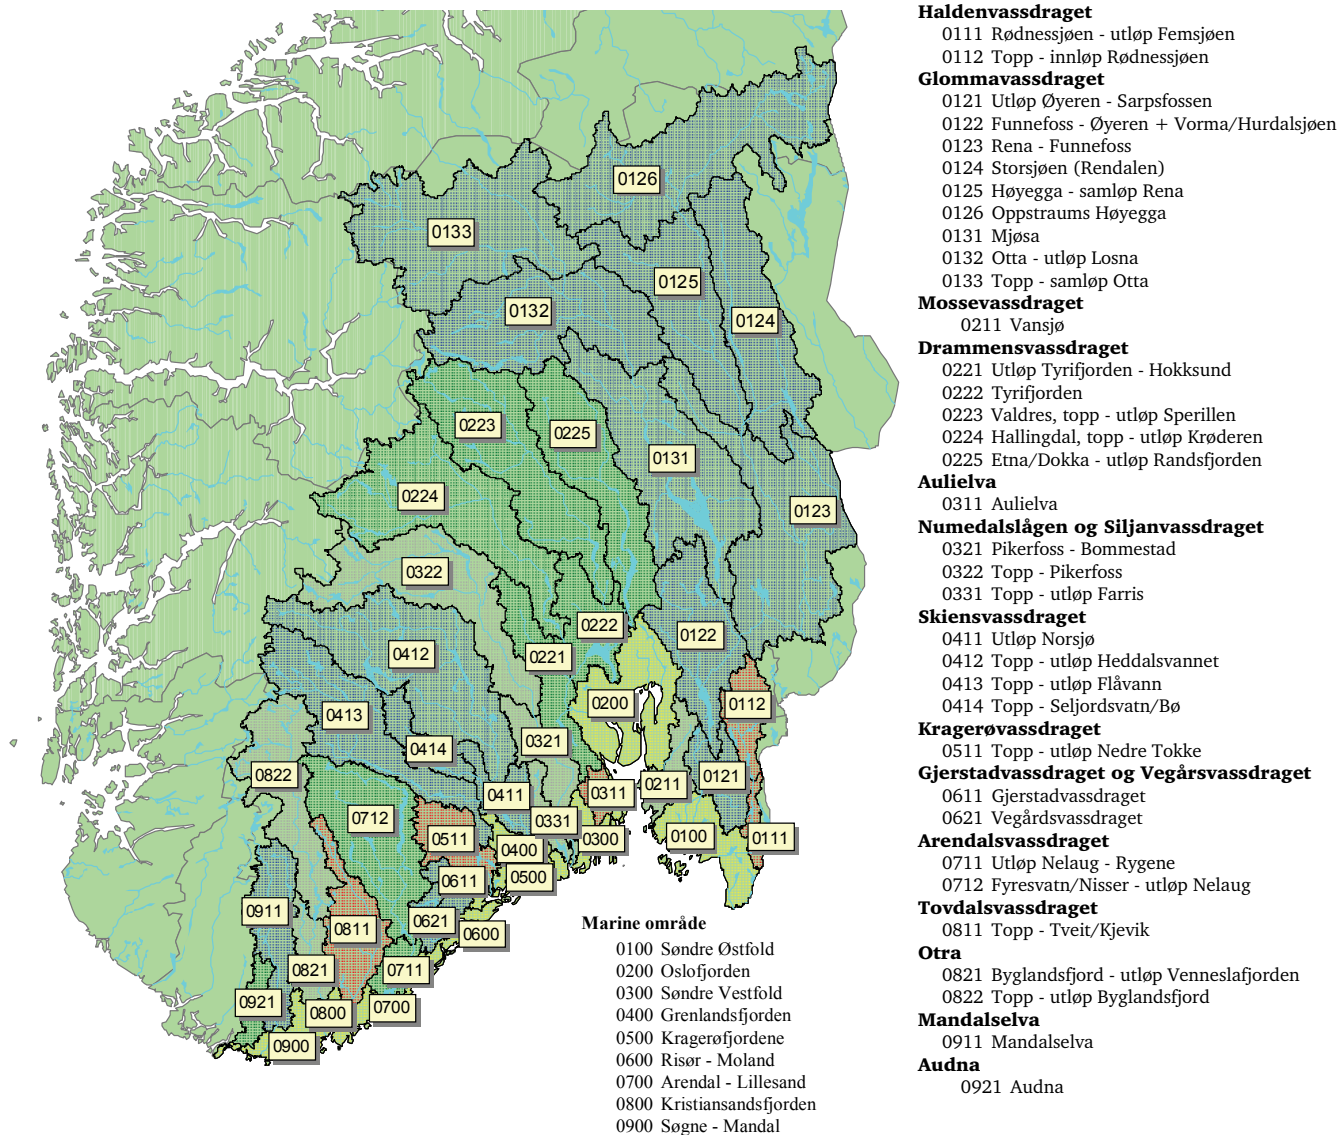 Haldenvassdraget
0111 Rødnessjøen - utløp Femsjøen
0112 Topp - innløp Rødnessjøen
Glommavassdraget
0121 Utløp Øyeren - Sarpsfossen
0122 Funnefoss - Øyeren + Vorma/Hurdalsjøen
0123 Rena - Funnefoss
0124 Storsjøen (Rendalen)
0125 Høyegga - samløp Rena
0126 Oppstraums Høyegga
0131 Mjøsa
0132 Otta - utløp Losna
0133 Topp - samløp Otta
Mossevassdraget
0211 Vansjø
Drammensvassdraget
0221 Utløp Tyrifjorden - Hokksund
0222 Tyrifjorden
0223 Valdres, topp - utløp Sperillen
0224 Hallingdal, topp - utløp Krøderen
0225 Etna/Dokka - utløp Randsfjorden
Aulielva
0311 Aulielva
Numedalslågen og Siljanvassdraget
0321 Pikerfoss - Bommestad
0322 Topp - Pikerfoss
0331 Topp - utløp Farris
Skiensvassdraget
0411 Utløp Norsjø
0412 Topp - utløp Heddalsvannet
0413 Topp - utløp Flåvann
0414 Topp - Seljordsvatn/Bø
Kragerøvassdraget
0511 Topp - utløp Nedre Tokke
Gjerstadvassdraget og Vegårsvassdraget
0611 Gjerstadvassdraget
0621 Vegårdsvassdraget
Arendalsvassdraget
0711 Utløp Nelaug - Rygene
0712 Fyresvatn/Nisser - utløp Nelaug
Tovdalsvassdraget
0811 Topp - Tveit/Kjevik
Otra
0821 Byglandsfjord - utløp Venneslafjorden
0822 Topp - utløp Byglandsfjord
Mandalselva
0911 Mandalselva
Audna
0921 Audna
Marine område
0100 Søndre Østfold
0200 Oslofjorden
0300 Søndre Vestfold
0400 Grenlandsfjorden
0500 Kragerøfjordene
0600 Risør - Moland
0700 Arendal - Lillesand
0800 Kristiansandsfjorden
0900 Søgne - Mandal
0126
0133
0125
0132
0124
0223
0225
0131
0224
0123
0322
0222
0122
0412
0221
0200
0112
0413
0321
0414
0822
0121
0211
0311
0411
0712
0331
0511
0400
0300
0100
0111
0500
0611
0911
0621
0811
0600
0821
0711
0921
0700
0800
0900